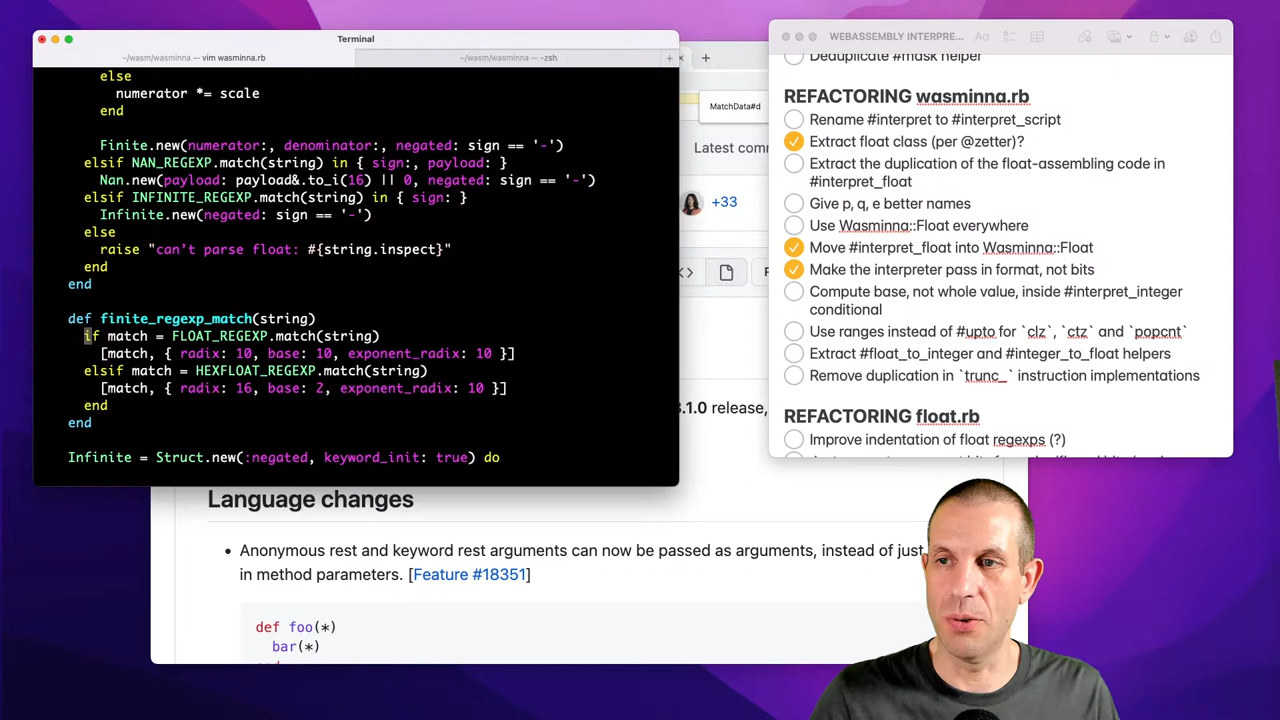 Terminal
~/wasm/wasminna — vim wasminna.rb
~/wasm/wasminna — -zsh
else
numerator *= scale
end
Finite.new(numerator:, denominator:, negated: sign == '-')
elsif NAN_REGEXP.match(string) in { sign:, payload: }
Nan.new(payload: payload&.to_i(16) || 0, negated: sign == '-')
elsif INFINITE_REGEXP.match(string) in { sign: }
Infinite.new(negated: sign == '-')
else
raise "can’t parse float: #{string.inspect}"
end
end
def finite_regexp_match(string)
if match = FLOAT_REGEXP.match(string)
[match, { radix: 10, base: 10, exponent_radix: 10 }]
elsif match = HEXFLOAT_REGEXP.match(string)
[match, { radix: 16, base: 2, exponent_radix: 10 }]
end
end
Infinite = Struct.new(:negated, keyword_init: true) do
MatchData#d
Latest comm
+33
3.1.0 release,
Language changes
Anonymous rest and keyword rest arguments can now be passed as arguments, instead of just
in method parameters. [Feature #18351]
def foo(*)
bar(*)
WEBASSEMBLY INTERPRE...
Deduplicate #mask helper
REFACTORING wasminna.rb
Rename #interpret to #interpret_script
Extract float class (per @zetter)?
Extract the duplication of the float-assembling code in
#interpret_float
Give p, q, e better names
Use Wasminna::Float everywhere
Move #interpret_float into Wasminna::Float
Make the interpreter pass in format, not bits
Compute base, not whole value, inside #interpret_integer
conditional
Use ranges instead of #upto for `clz`, `ctz` and `popcnt`
Extract #float_to_integer and #integer_to_float helpers
Remove duplication in `trunc_` instruction implementations
REFACTORING float.rb
Improve indentation of float regexps (?)